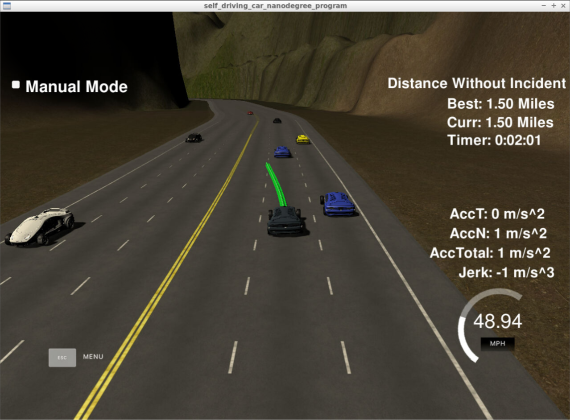 self_driving_car_nanodegree_program
Manual Mode
Distance Without Incident
Best: 1.50 Miles
Curr: 1.50 Miles
Timer: 0:02:01
AccT: 0 m/s^2
AccN: 1 m/s^2
AccTotal: 1 m/s^2
Jerk: -1 m/s^3
48.94
MPH
ESC MENU